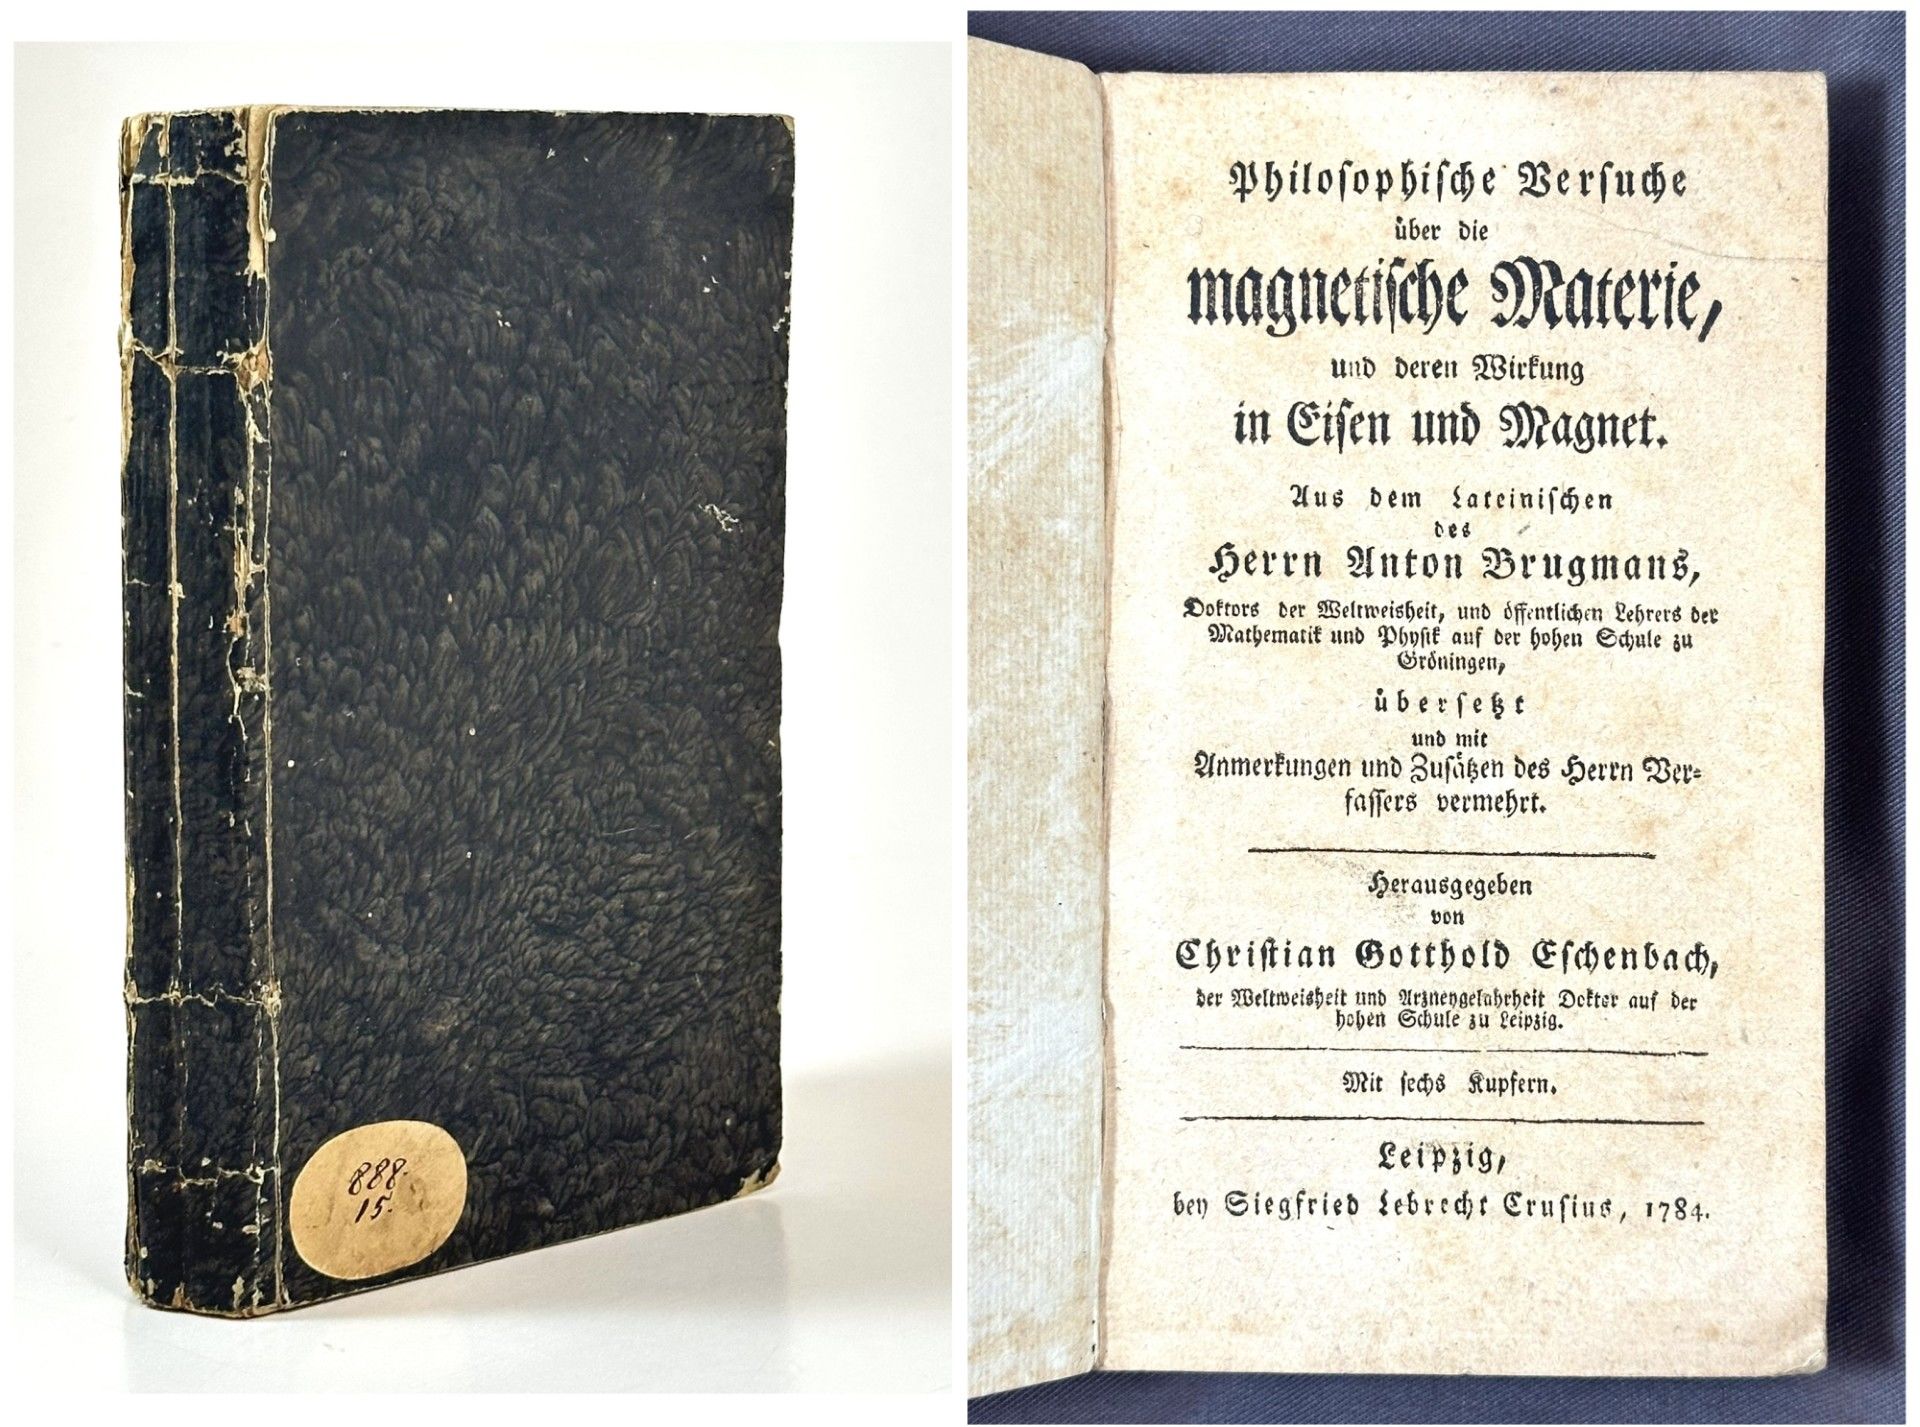 888.
15.
Philoſophiſche Verſuche
über die
magnetiſche Materie,
und deren Wirkung
in Eiſen und Magnet.
Aus dem Lateiniſchen
des
Herrn Anton Brugmans,
Doktors der Weltweisheit, und öffentlichen Lehrers der
Mathematik und Phyſik auf der hohen Schule zu
Gröningen,
überſetzt
und mit
Anmerkungen und Zuſätzen des Herrn Ver-
faſſers vermehrt.
Herausgegeben
von
Chriſtian Gotthold Eſchenbach,
der Weltweisheit und Arzneygelahrheit Doktor auf der
hohen Schule zu Leipzig.
Mit ſechs Kupfern.
Leipzig,
bey Siegfried Lebrecht Cruſius, 1784.